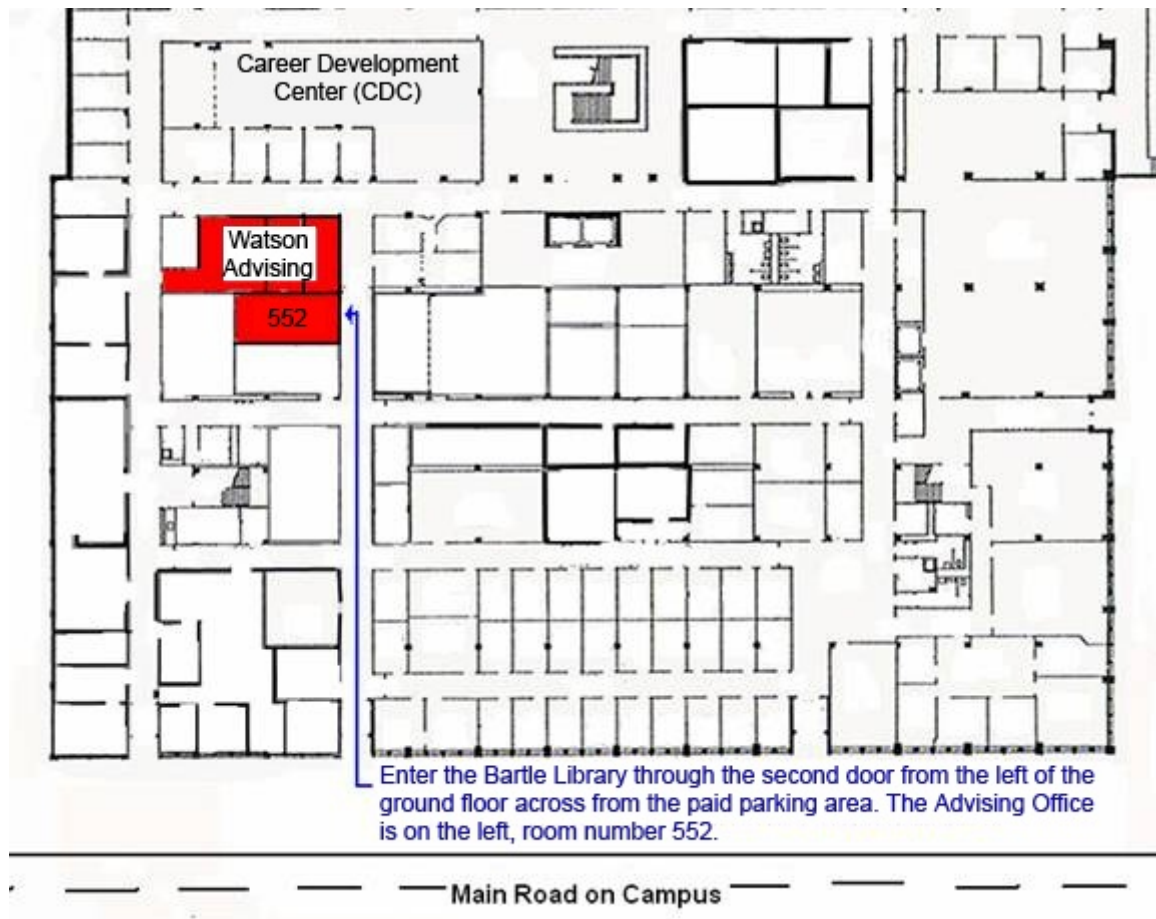 Career Development
Center (CDC)
Watson
Advising
552
Enter the Bartle Library through the second door from the left of the
ground floor across from the paid parking area. The Advising Office
is on the left, room number 552.
Main Road on Campus